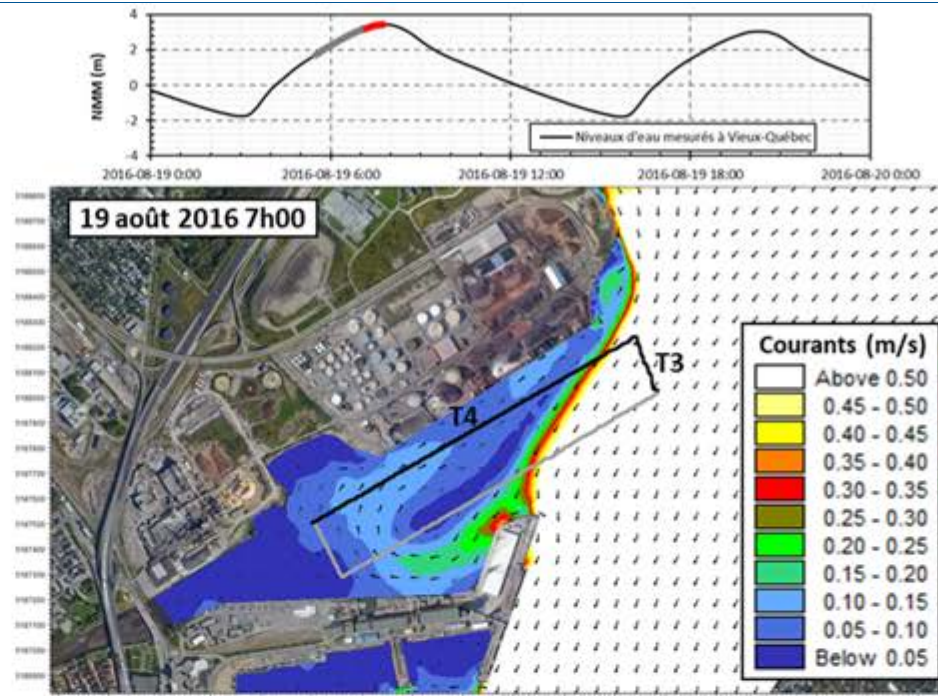 4
2
0
-2
-4
NMM (m)
Niveaux d'eau mesurés à Vieux-Québec
2016-08-19 0:00
2016-08-19 6:00
2016-08-19 12:00
2016-08-19 18:00
2016-08-20 0:00
19 août 2016 7h00
T3
T4
Courants (m/s)
Above 0.50
0.45 - 0.50
0.40 - 0.45
0.35 - 0.40
0.30 - 0.35
0.25 - 0.30
0.20 - 0.25
0.15 - 0.20
0.10 - 0.15
0.05 - 0.10
Below 0.05